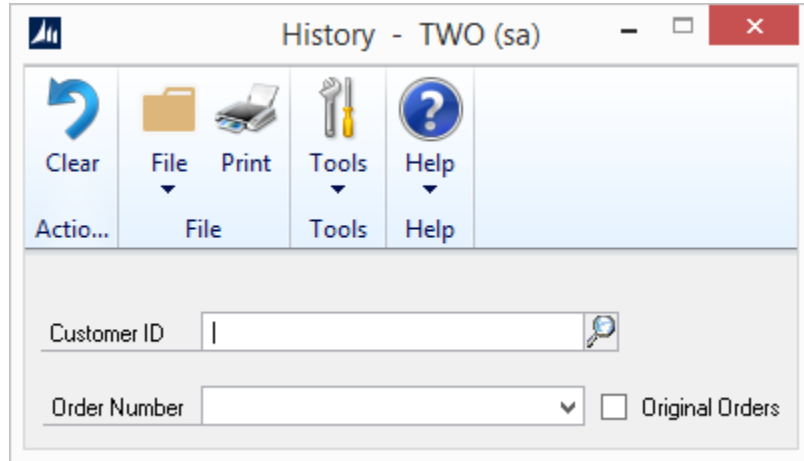 History - TWO (sa)
Clear File Print Tools Help
Actio... File Tools Help
Customer ID
Order Number Original Orders